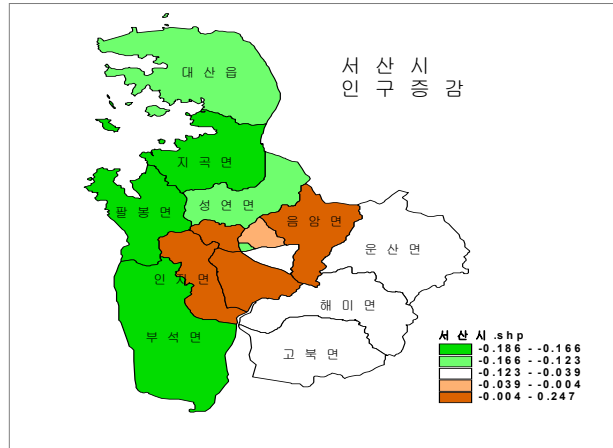 서 산 시
인 구 증 감
대 산 읍
지 곡 면
팔 봉 면
성 연 면
음 암 면
운 산 면
인 지 면
해 미 면
부 석 면
고 북 면
서 산 시 .shp
-0.186 - -0.166
-0.166 - -0.123
-0.123 - -0.039
-0.039 - -0.004
-0.004 - 0.247